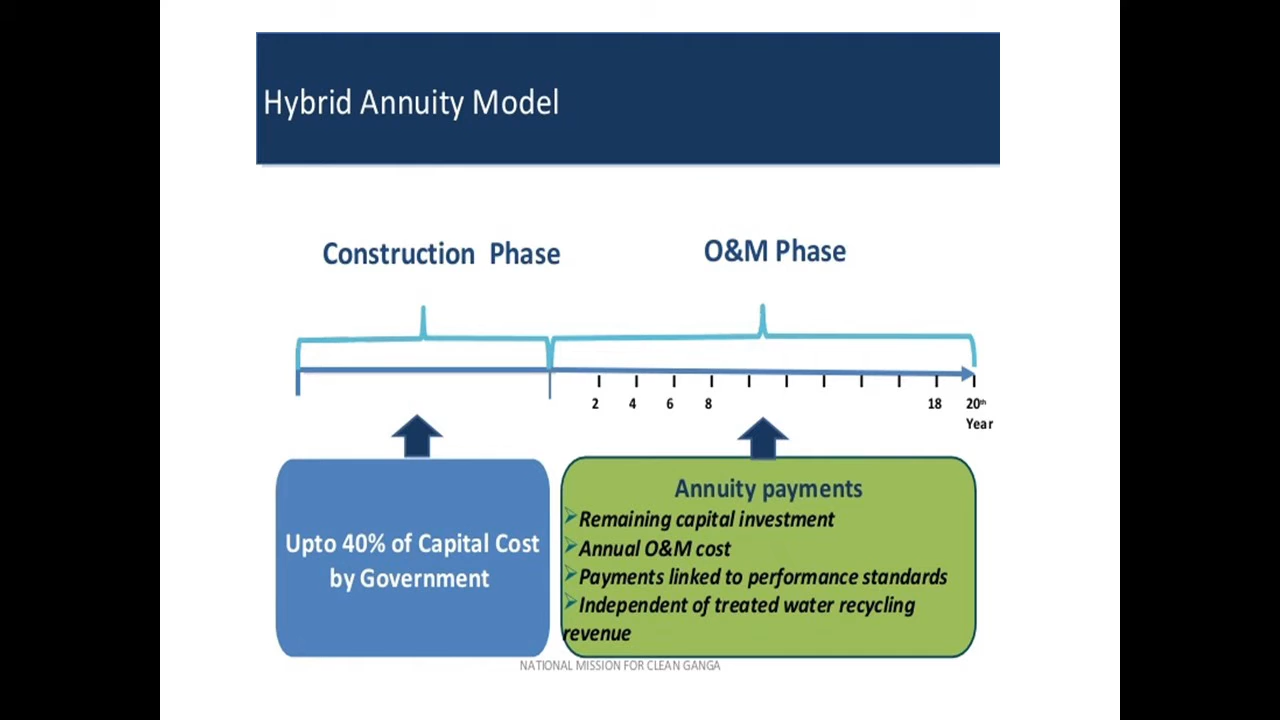 Hybrid Annuity Model
Construction Phase
O&M Phase
2 4 6 8 18 20th
Year
Upto 40% of Capital Cost
by Government
Annuity payments
Remaining capital investment
Annual O&M cost
Payments linked to performance standards
Independent of treated water recycling
revenue
NATIONAL MISSION FOR CLEAN GANGA